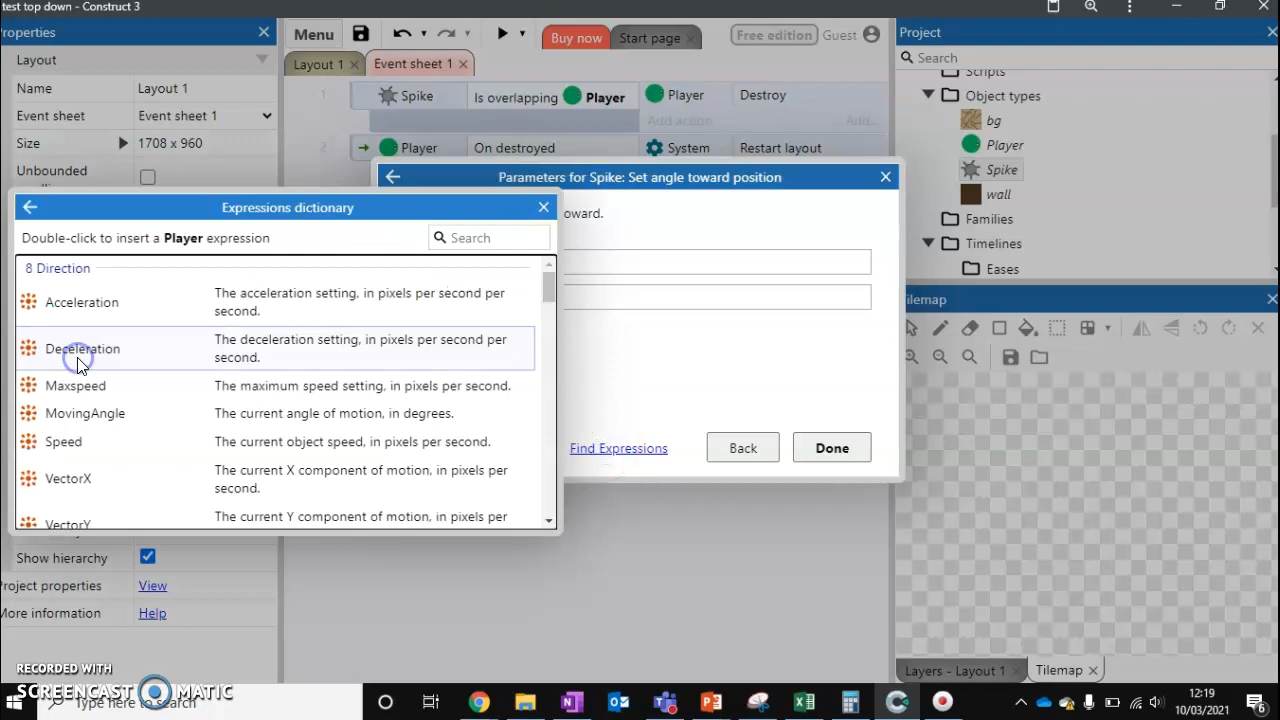 test top down - Construct 3
Properties
Layout
Name Layout 1
Event sheet Event sheet 1
Size 1708 x 960
Unbounded
Menu
Buy now
Start page
Free edition
Guest
Layout 1
Event sheet 1
1 Spike Is overlapping Player Player Destroy
Add action Add...
2 Player On destroyed System Restart layout
Parameters for Spike: Set angle toward position
oward.
Find Expressions
Back
Done
Expressions dictionary
Double-click to insert a Player expression
Search
8 Direction
Acceleration The acceleration setting, in pixels per second per
second.
Deceleration The deceleration setting, in pixels per second per
second.
Maxspeed The maximum speed setting, in pixels per second.
MovingAngle The current angle of motion, in degrees.
Speed The current object speed, in pixels per second.
VectorX The current X component of motion, in pixels per
second.
VectorY The current Y component of motion, in pixels per
Show hierarchy
Project properties View
More information Help
Project
Search
Scripts
Object types
bg
Player
Spike
wall
Families
Timelines
Eases
ilemap
Layers - Layout 1
Tilemap
RECORDED WITH
SCREENCAST MATIC
Type here to search
12:19
10/03/2021
6